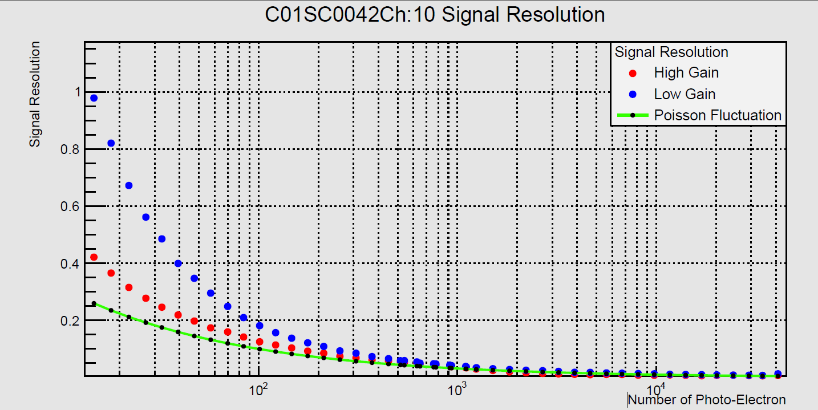 C01SC0042Ch:10 Signal Resolution
Signal Resolution
Signal Resolution
High Gain
Low Gain
Poisson Fluctuation
1
0.8
0.6
0.4
0.2
10²
10³
10⁴
Number of Photo-Electron